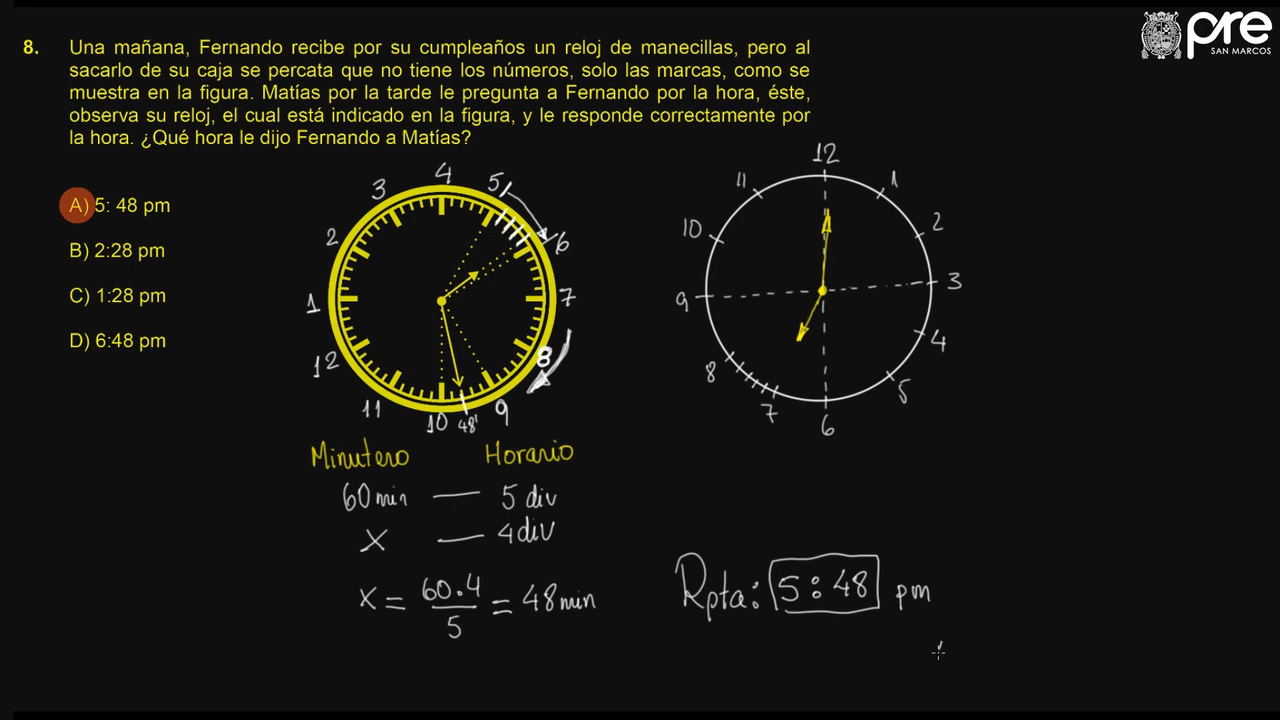 pre
SAN MARCOS
8. Una mañana, Fernando recibe por su cumpleaños un reloj de manecillas, pero al
sacarlo de su caja se percata que no tiene los números, solo las marcas, como se
muestra en la figura. Matías por la tarde le pregunta a Fernando por la hora, éste,
observa su reloj, el cual está indicado en la figura, y le responde correctamente por
la hora. ¿Qué hora le dijo Fernando a Matías?
A) 5: 48 pm
B) 2:28 pm
C) 1:28 pm
D) 6:48 pm
4
5
6
7
8
9
48'
10
11
12
1
2
3
12
1
2
3
4
5
6
7
8
9
10
11
Minutero Horario
60min — 5 div
x — 4div
x = 60.4 / 5 = 48min
Rpta: 5:48 pm